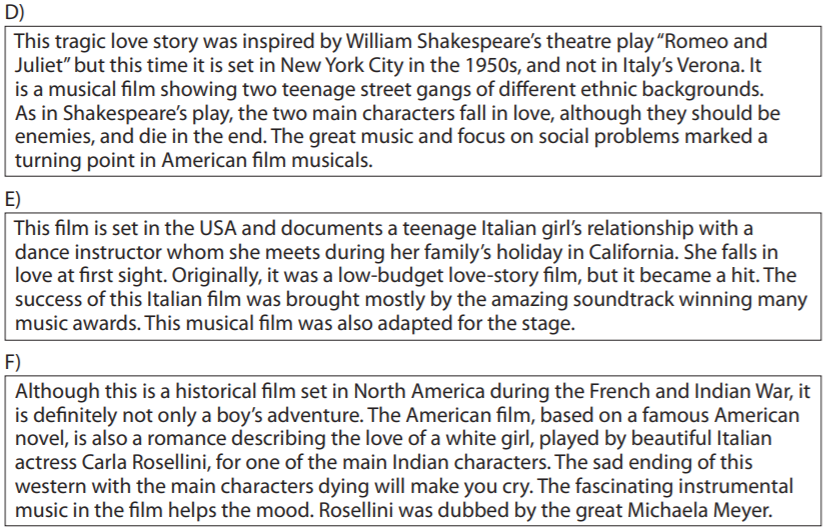 D)
This tragic love story was inspired by William Shakespeare’s theatre play “Romeo and
Juliet” but this time it is set in New York City in the 1950s, and not in Italy’s Verona. It
is a musical film showing two teenage street gangs of different ethnic backgrounds.
As in Shakespeare’s play, the two main characters fall in love, although they should be
enemies, and die in the end. The great music and focus on social problems marked a
turning point in American film musicals.
E)
This film is set in the USA and documents a teenage Italian girl’s relationship with a
dance instructor whom she meets during her family’s holiday in California. She falls in
love at first sight. Originally, it was a low-budget love-story film, but it became a hit. The
success of this Italian film was brought mostly by the amazing soundtrack winning many
music awards. This musical film was also adapted for the stage.
F)
Although this is a historical film set in North America during the French and Indian War, it
is definitely not only a boy’s adventure. The American film, based on a famous American
novel, is also a romance describing the love of a white girl, played by beautiful Italian
actress Carla Rosellini, for one of the main Indian characters. The sad ending of this
western with the main characters dying will make you cry. The fascinating instrumental
music in the film helps the mood. Rosellini was dubbed by the great Michaela Meyer.